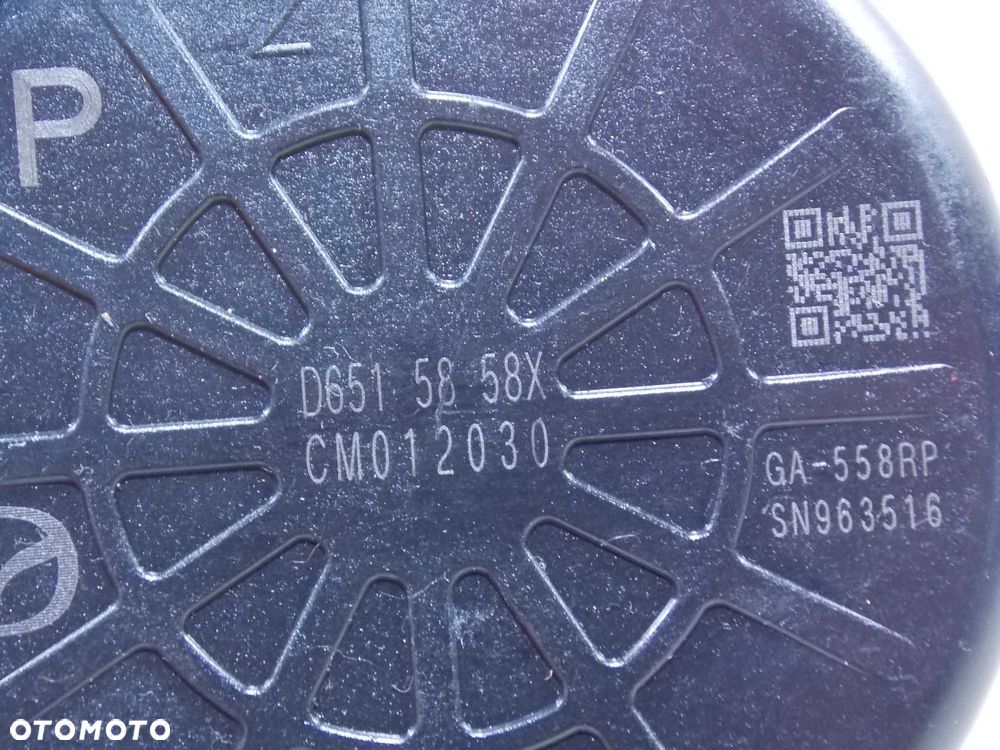 P
D651 58 58X
CM012030
GA-558RP
SN963516
OTOMOTO